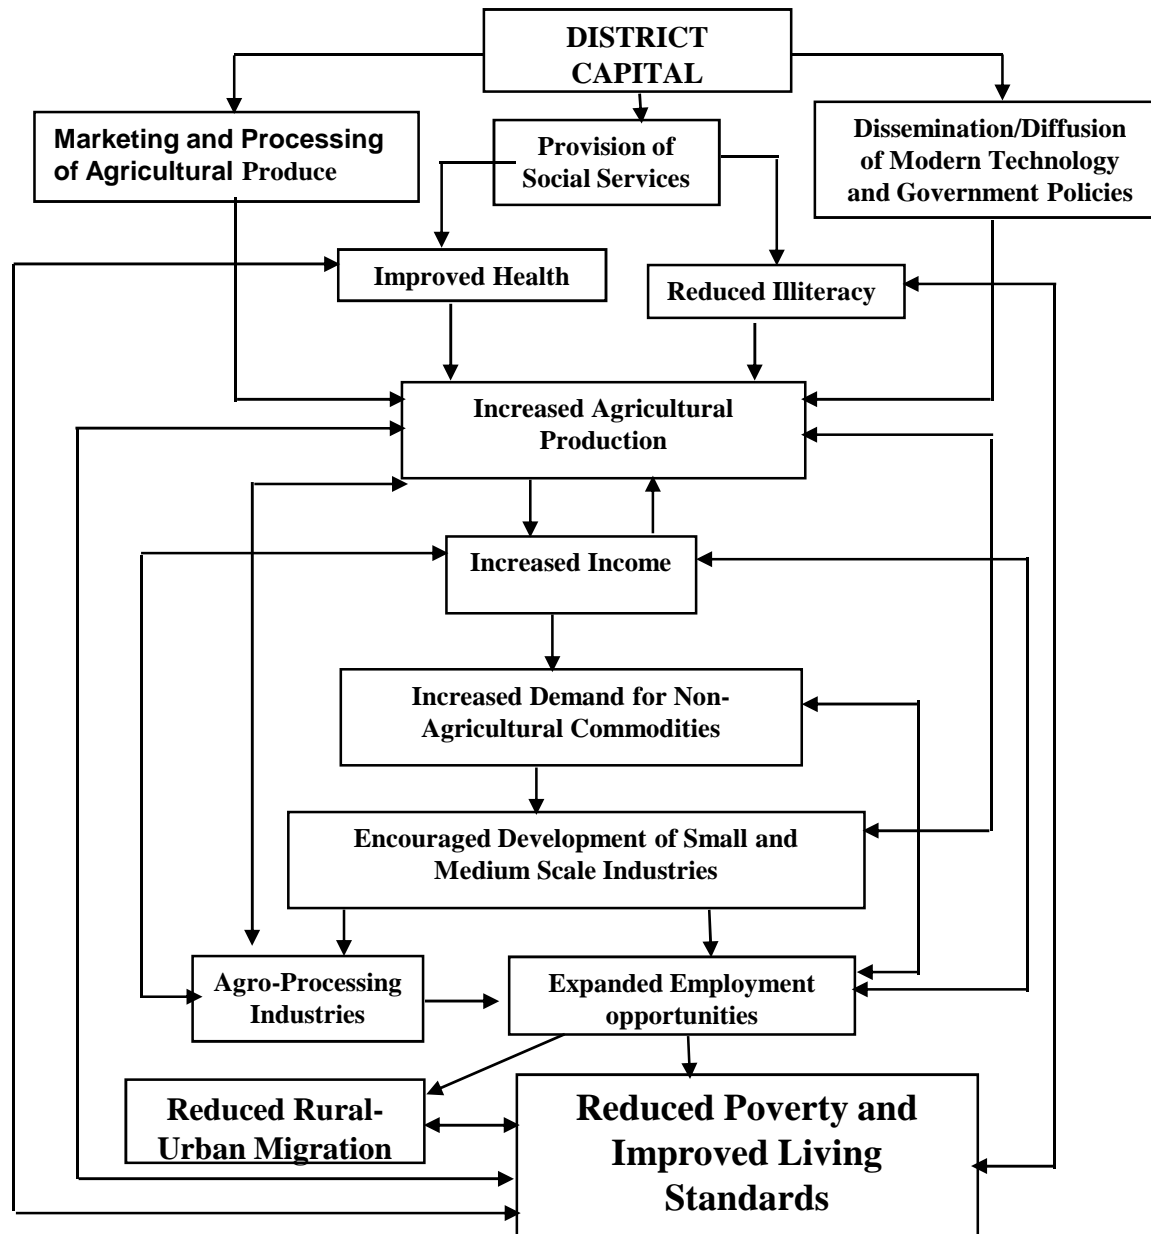 DISTRICT
CAPITAL
Marketing and Processing
of Agricultural Produce
Provision of
Social Services
Dissemination/Diffusion
of Modern Technology
and Government Policies
Improved Health
Reduced Illiteracy
Increased Agricultural
Production
Increased Income
Increased Demand for Non-
Agricultural Commodities
Encouraged Development of Small and
Medium Scale Industries
Agro-Processing
Industries
Expanded Employment
opportunities
Reduced Rural-
Urban Migration
Reduced Poverty and
Improved Living
Standards